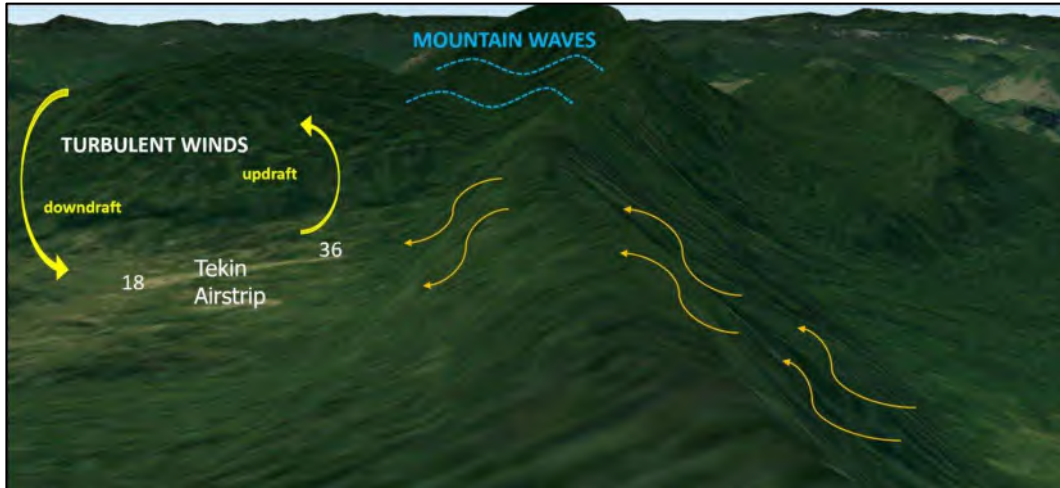 MOUNTAIN WAVES
TURBULENT WINDS
updraft
downdraft
36
18
Tekin
Airstrip